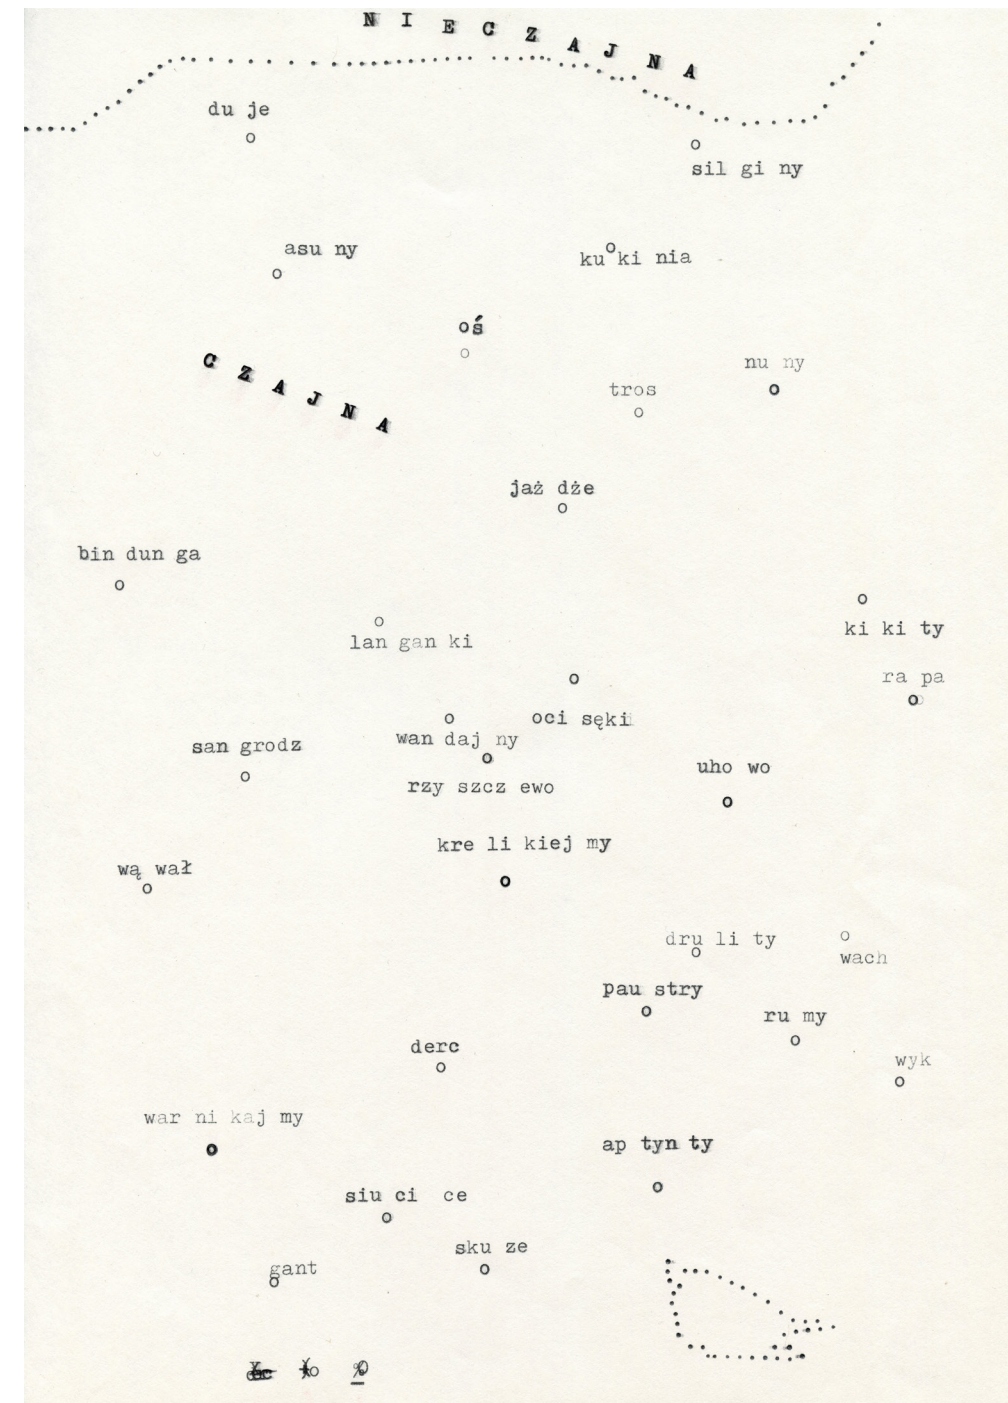 N I E C Z A J N A
du je
sil gi ny
asu ny
ku ki nia
oś
C Z A J N A
nu ny
tros
jaż dże
bin dun ga
ki ki ty
lan gan ki
ra pa
oci sęki
wan daj ny
san grodz
uho wo
rzy szcz ewo
kre li kiej my
wą wał
dru li ty
wach
pau stry
ru my
derc
wyk
war ni kaj my
ap tyn ty
siu ci ce
sku ze
gant